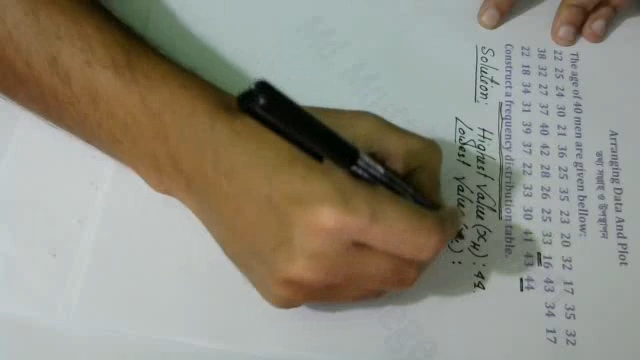 Arranging Data And Plot
The age of 40 men are given bellow:
22 25 24 30 21 36 25 35 23 20 32 17 35 32
38 32 27 37 40 42 28 26 25 33 16 43 34 17
22 18 34 31 39 37 22 33 30 41 43 44
Construct a frequency distribution table.
Solution: Highest value (xH) : 44
Lowest value :